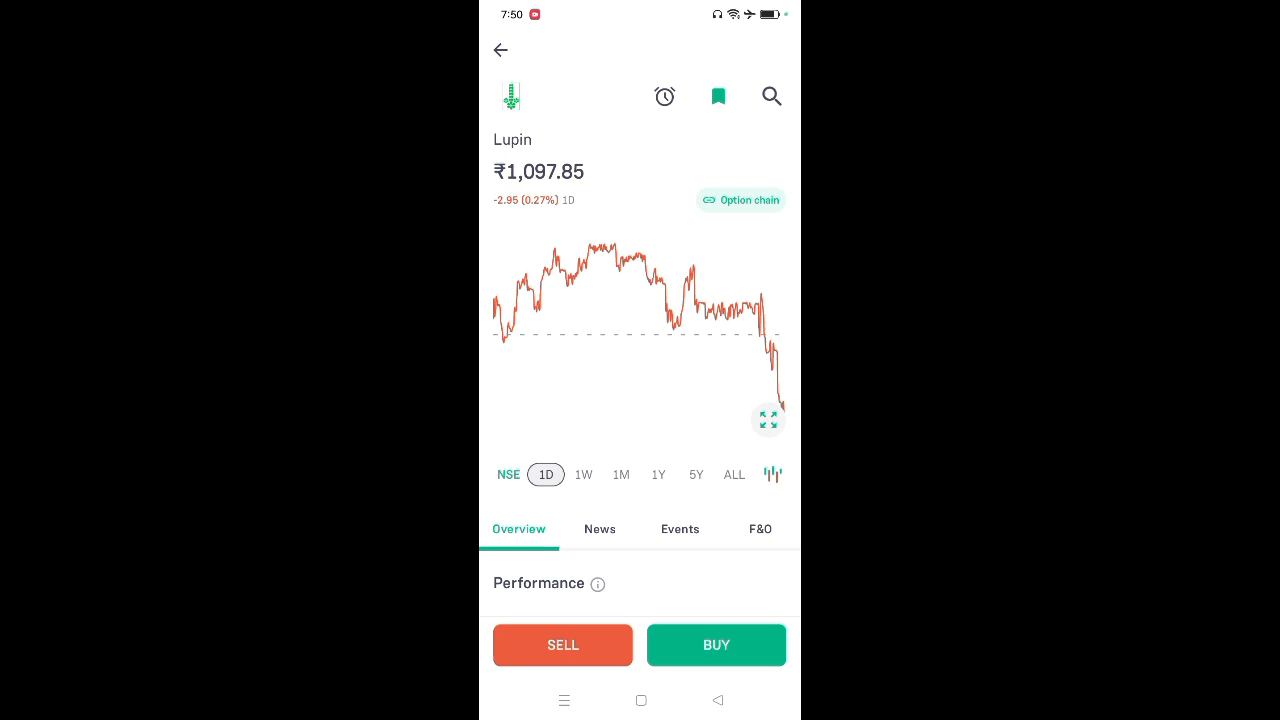 7:50
Lupin
₹1,097.85
-2.95 (0.27%) 1D
Option chain
NSE 1D 1W 1M 1Y 5Y ALL
Overview News Events F&O
Performance
SELL BUY